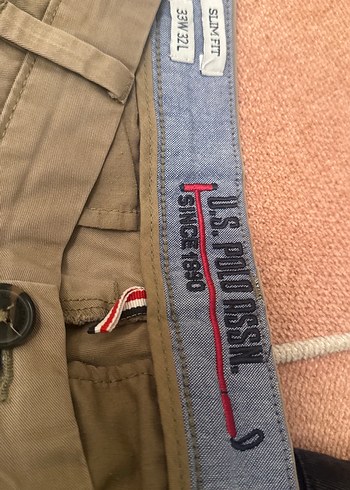 SLIM FIT
33W 32L
U.S. POLO ASSN.
SINCE 1890